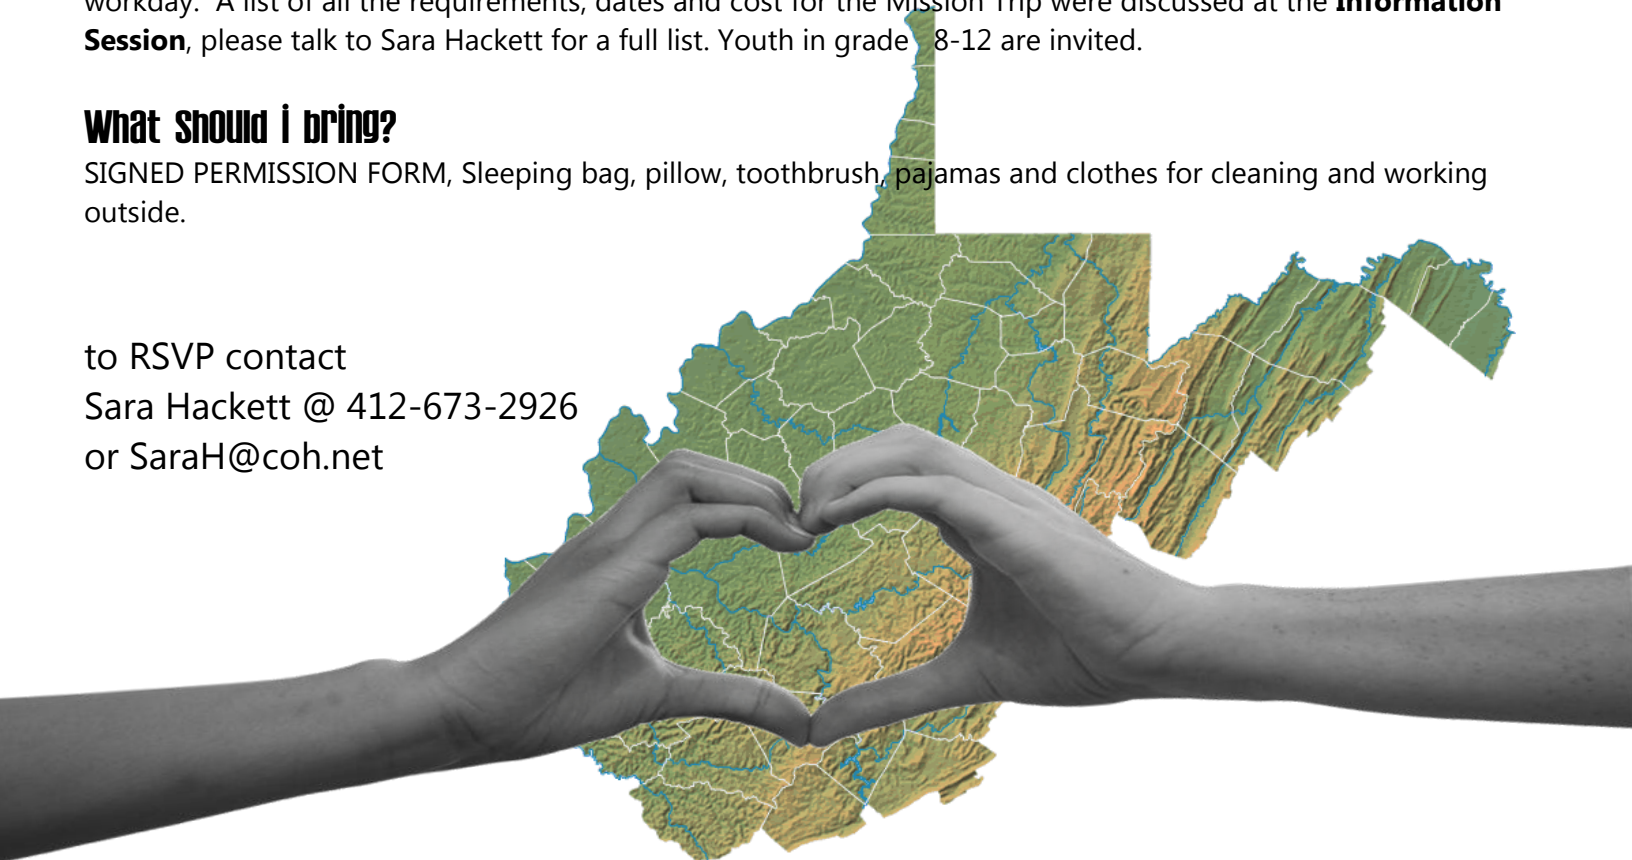 workday.  A list of all the requirements, dates and cost for the Mission Trip were discussed at the Information
Session, please talk to Sara Hackett for a full list. Youth in grade  8-12 are invited.
What should i bring?
SIGNED PERMISSION FORM, Sleeping bag, pillow, toothbrush, pajamas and clothes for cleaning and working
outside.
to RSVP contact
Sara Hackett @ 412-673-2926
or SaraH@coh.net